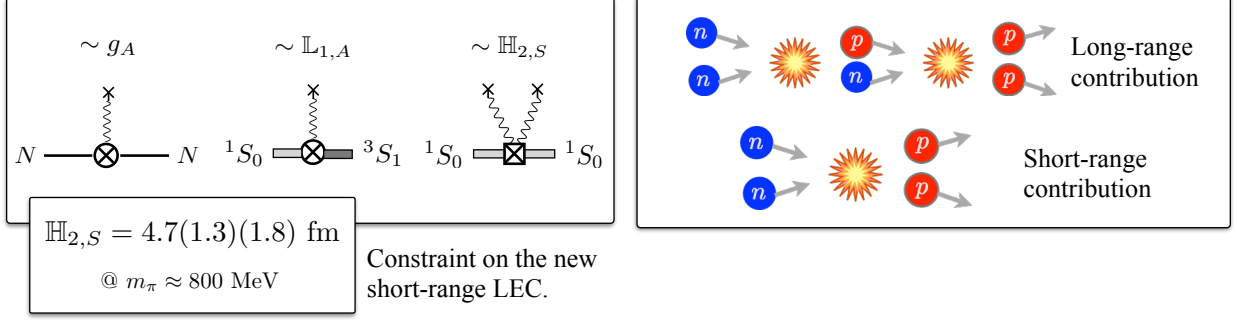 ∼ g_A
∼ 𝕃_{1,A}
∼ ℍ_{2,S}
N N
¹S₀ ³S₁
¹S₀ ¹S₀
ℍ_{2,S} = 4.7(1.3)(1.8) fm
@ m_π ≈ 800 MeV
Constraint on the new
short-range LEC.
n p p
n n p
Long-range
contribution
n p
n p
Short-range
contribution